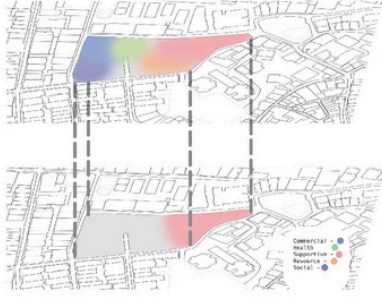 Commercial -
Health -
Supportive -
Resource -
Social -